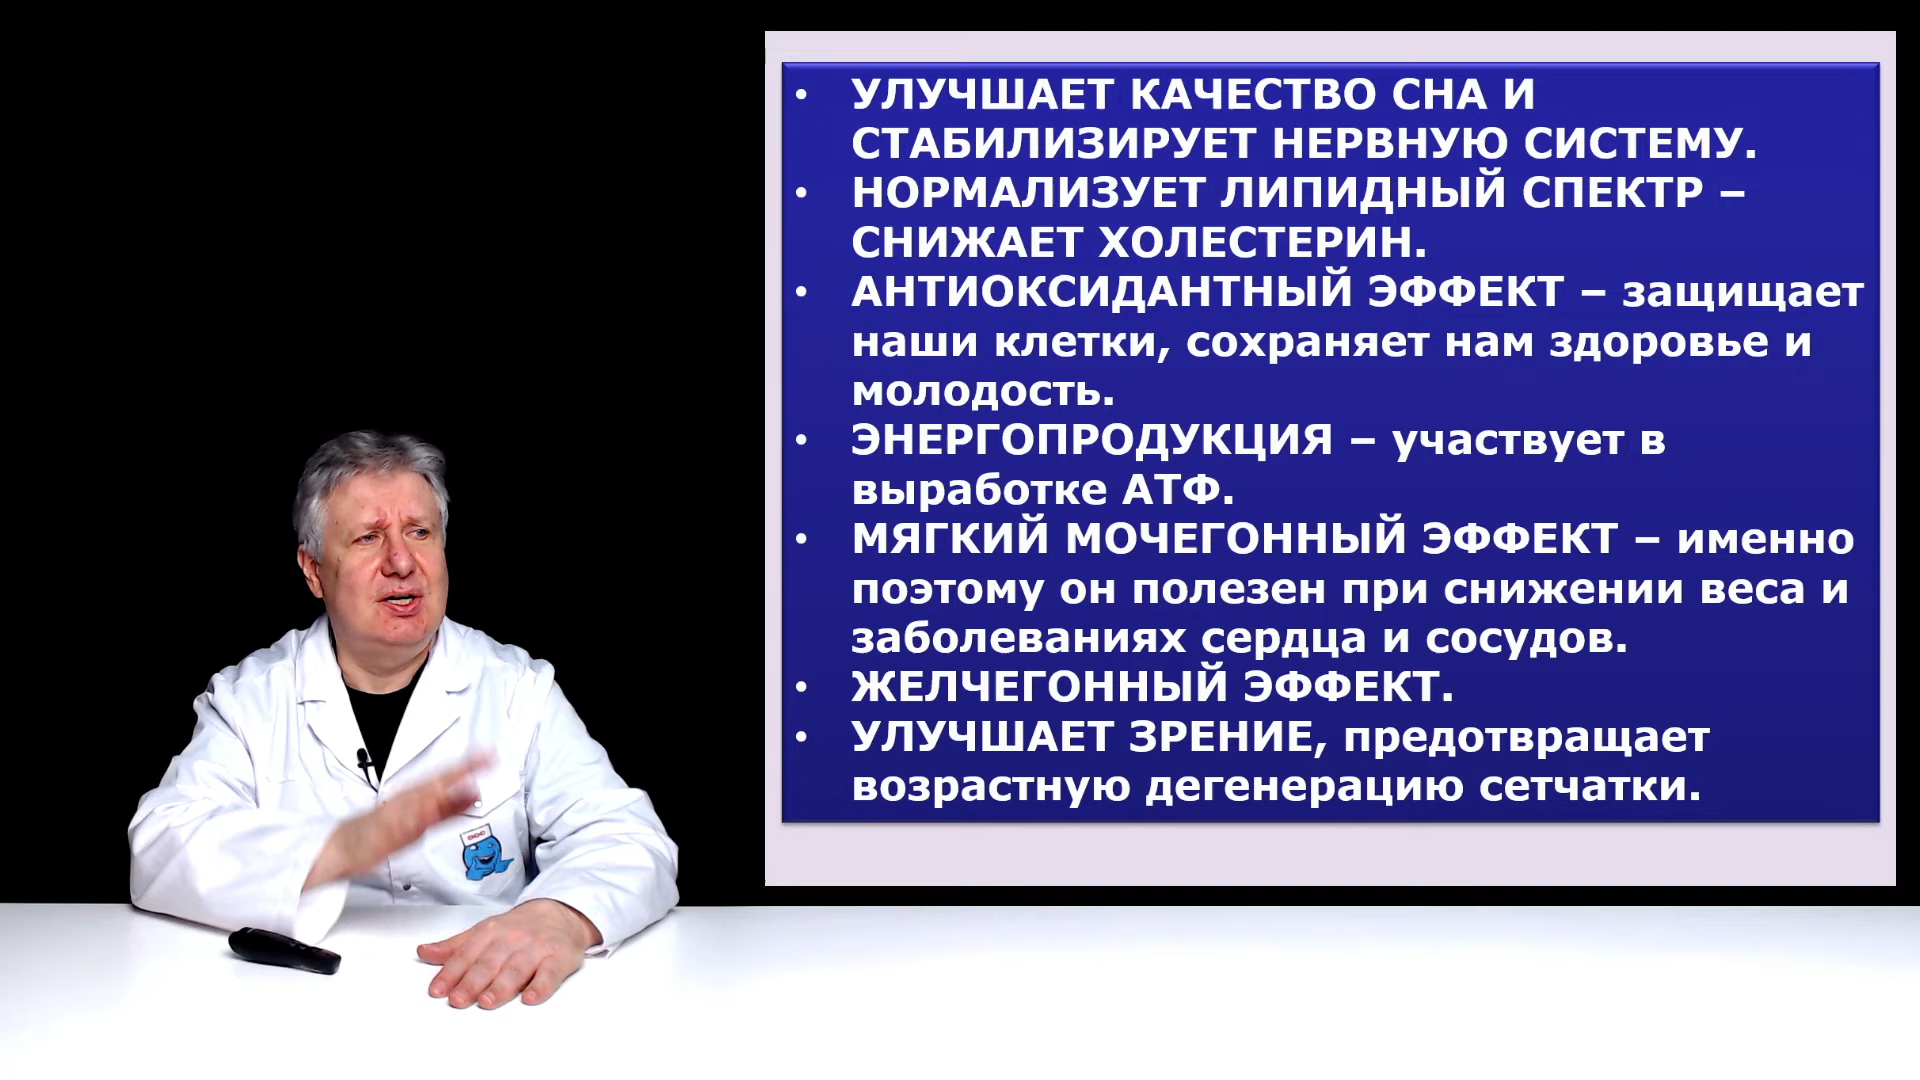 • УЛУЧШАЕТ КАЧЕСТВО СНА И
СТАБИЛИЗИРУЕТ НЕРВНУЮ СИСТЕМУ.
• НОРМАЛИЗУЕТ ЛИПИДНЫЙ СПЕКТР –
СНИЖАЕТ ХОЛЕСТЕРИН.
• АНТИОКСИДАНТНЫЙ ЭФФЕКТ – защищает
наши клетки, сохраняет нам здоровье и
молодость.
• ЭНЕРГОПРОДУКЦИЯ – участвует в
выработке АТФ.
• МЯГКИЙ МОЧЕГОННЫЙ ЭФФЕКТ – именно
поэтому он полезен при снижении веса и
заболеваниях сердца и сосудов.
• ЖЕЛЧЕГОННЫЙ ЭФФЕКТ.
• УЛУЧШАЕТ ЗРЕНИЕ, предотвращает
возрастную дегенерацию сетчатки.